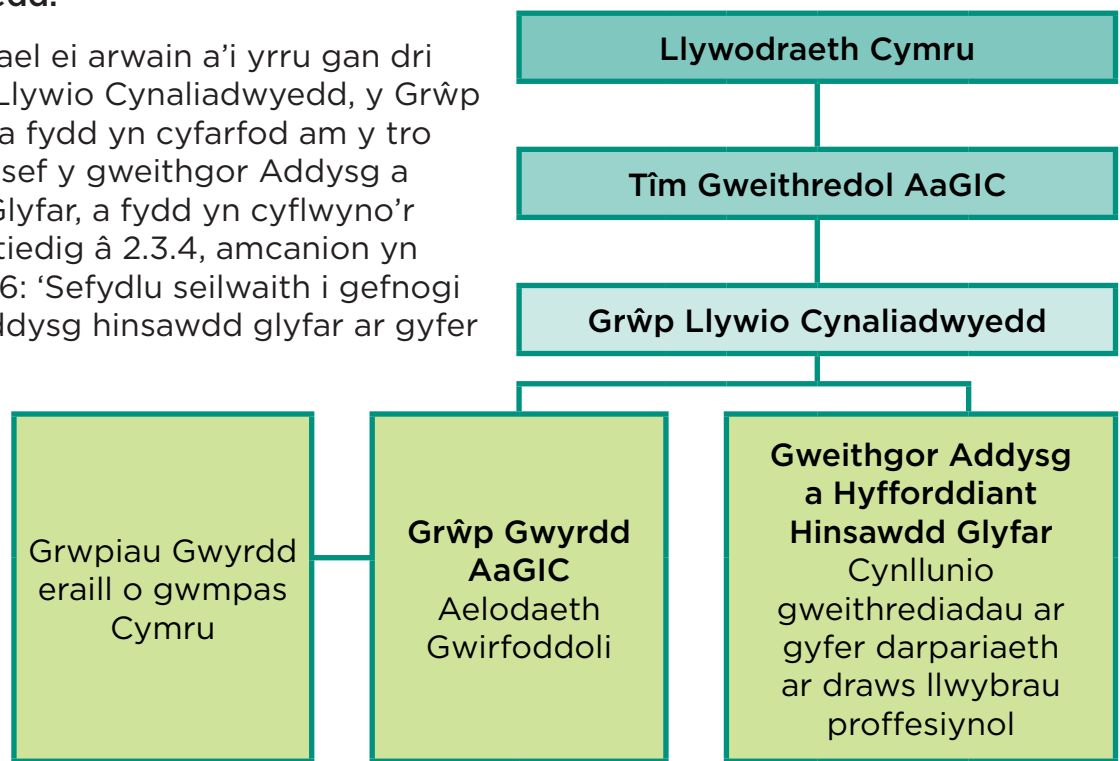 ael ei arwain a’i yrru gan dri
Llywio Cynaliadwyedd, y Grŵp
a fydd yn cyfarfod am y tro
sef y gweithgor Addysg a
Glyfar, a fydd yn cyflwyno’r
tiedig â 2.3.4, amcanion yn
6: ‘Sefydlu seilwaith i gefnogi
ddysg hinsawdd glyfar ar gyfer
Llywodraeth Cymru
Tîm Gweithredol AaGIC
Grŵp Llywio Cynaliadwyedd
Grwpiau Gwyrdd
eraill o gwmpas
Cymru
Grŵp Gwyrdd
AaGIC
Aelodaeth
Gwirfoddoli
Gweithgor Addysg
a Hyfforddiant
Hinsawdd Glyfar
Cynllunio
gweithrediadau ar
gyfer darpariaeth
ar draws llwybrau
proffesiynol